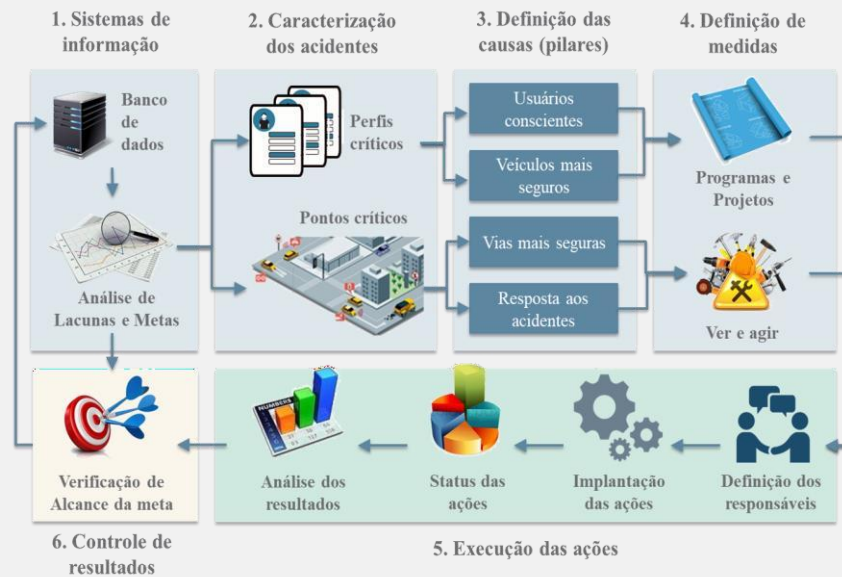 1. Sistemas de
informação
2. Caracterização
dos acidentes
3. Definição das
causas (pilares)
4. Definição de
medidas
Banco
de
dados
Análise de
Lacunas e Metas
Perfis
críticos
Pontos críticos
Usuários
conscientes
Veículos mais
seguros
Vias mais seguras
Resposta aos
acidentes
Programas e
Projetos
Ver e agir
Verificação de
Alcance da meta
NUMBERS
Análise dos
resultados
Status das
ações
Implantação
das ações
Definição dos
responsáveis
6. Controle de
resultados
5. Execução das ações